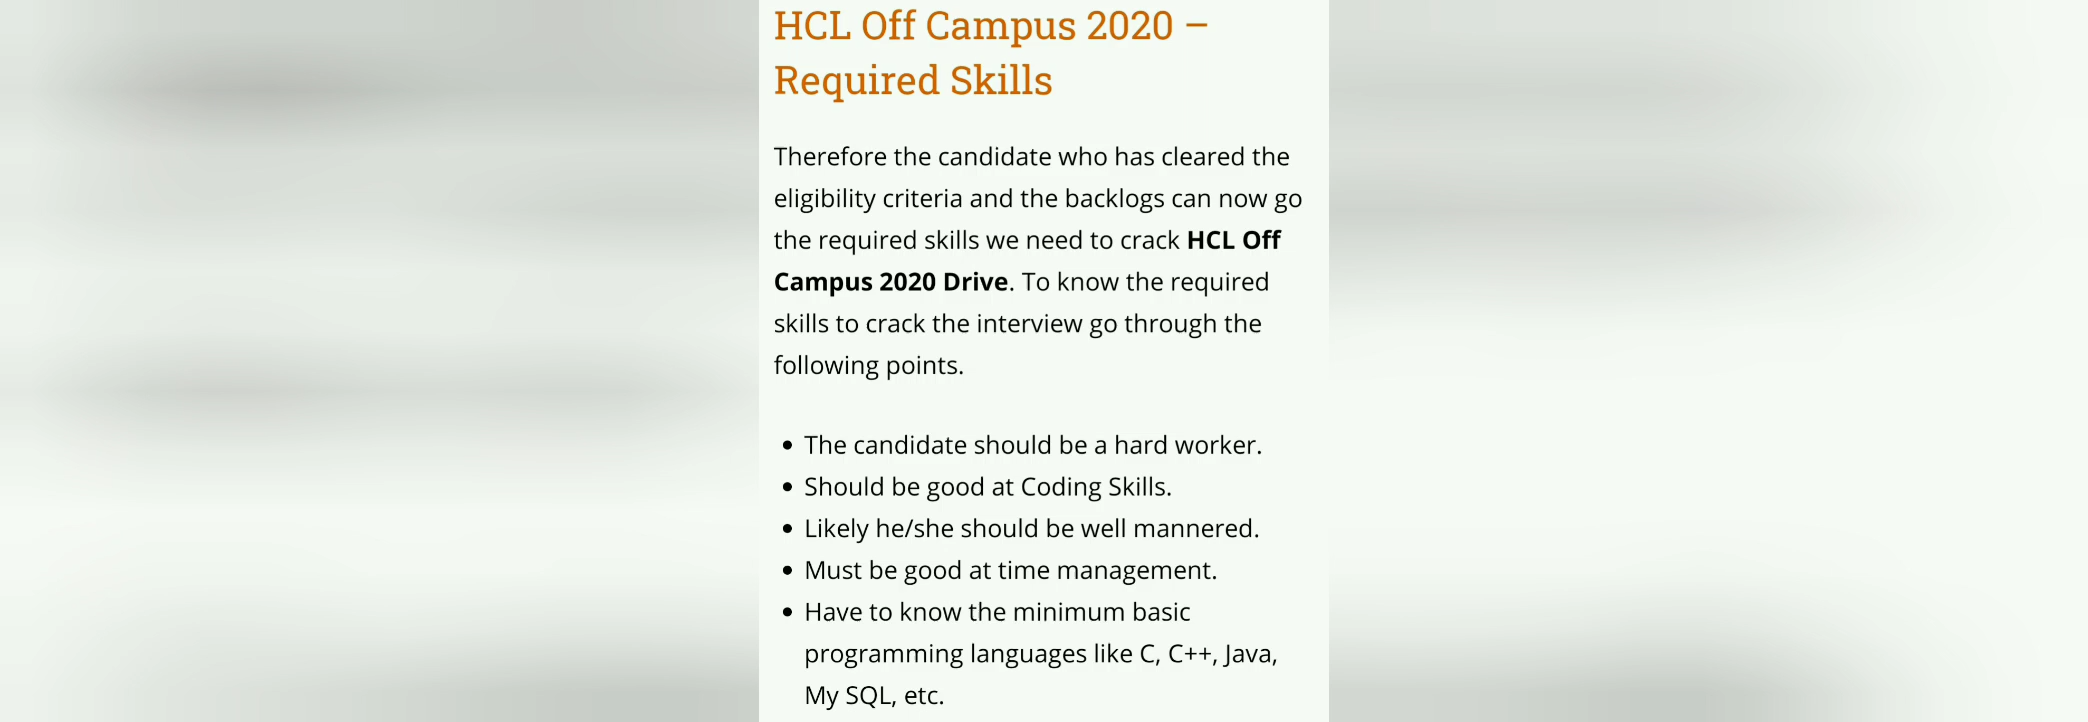 HCL Off Campus 2020 –
Required Skills
Therefore the candidate who has cleared the
eligibility criteria and the backlogs can now go
the required skills we need to crack HCL Off
Campus 2020 Drive. To know the required
skills to crack the interview go through the
following points.
• The candidate should be a hard worker.
• Should be good at Coding Skills.
• Likely he/she should be well mannered.
• Must be good at time management.
• Have to know the minimum basic
programming languages like C, C++, Java,
My SQL, etc.